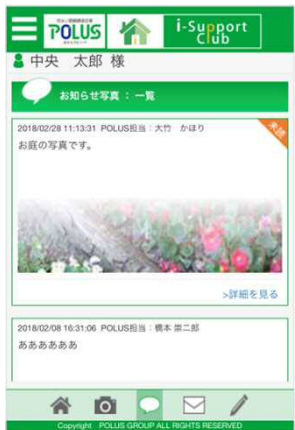 POLUS
i-Support
Club
中央 太郎 様
お知らせ写真 : 一覧
2018/02/28 11:13:31 POLUS担当 : 大竹 かほり
未読
お庭の写真です。
>詳細を見る
2018/02/08 16:31:06 POLUS担当 : 橋本 崇二郎
ああああああ
Copyright POLUS GROUP ALL RIGHTS RESERVED